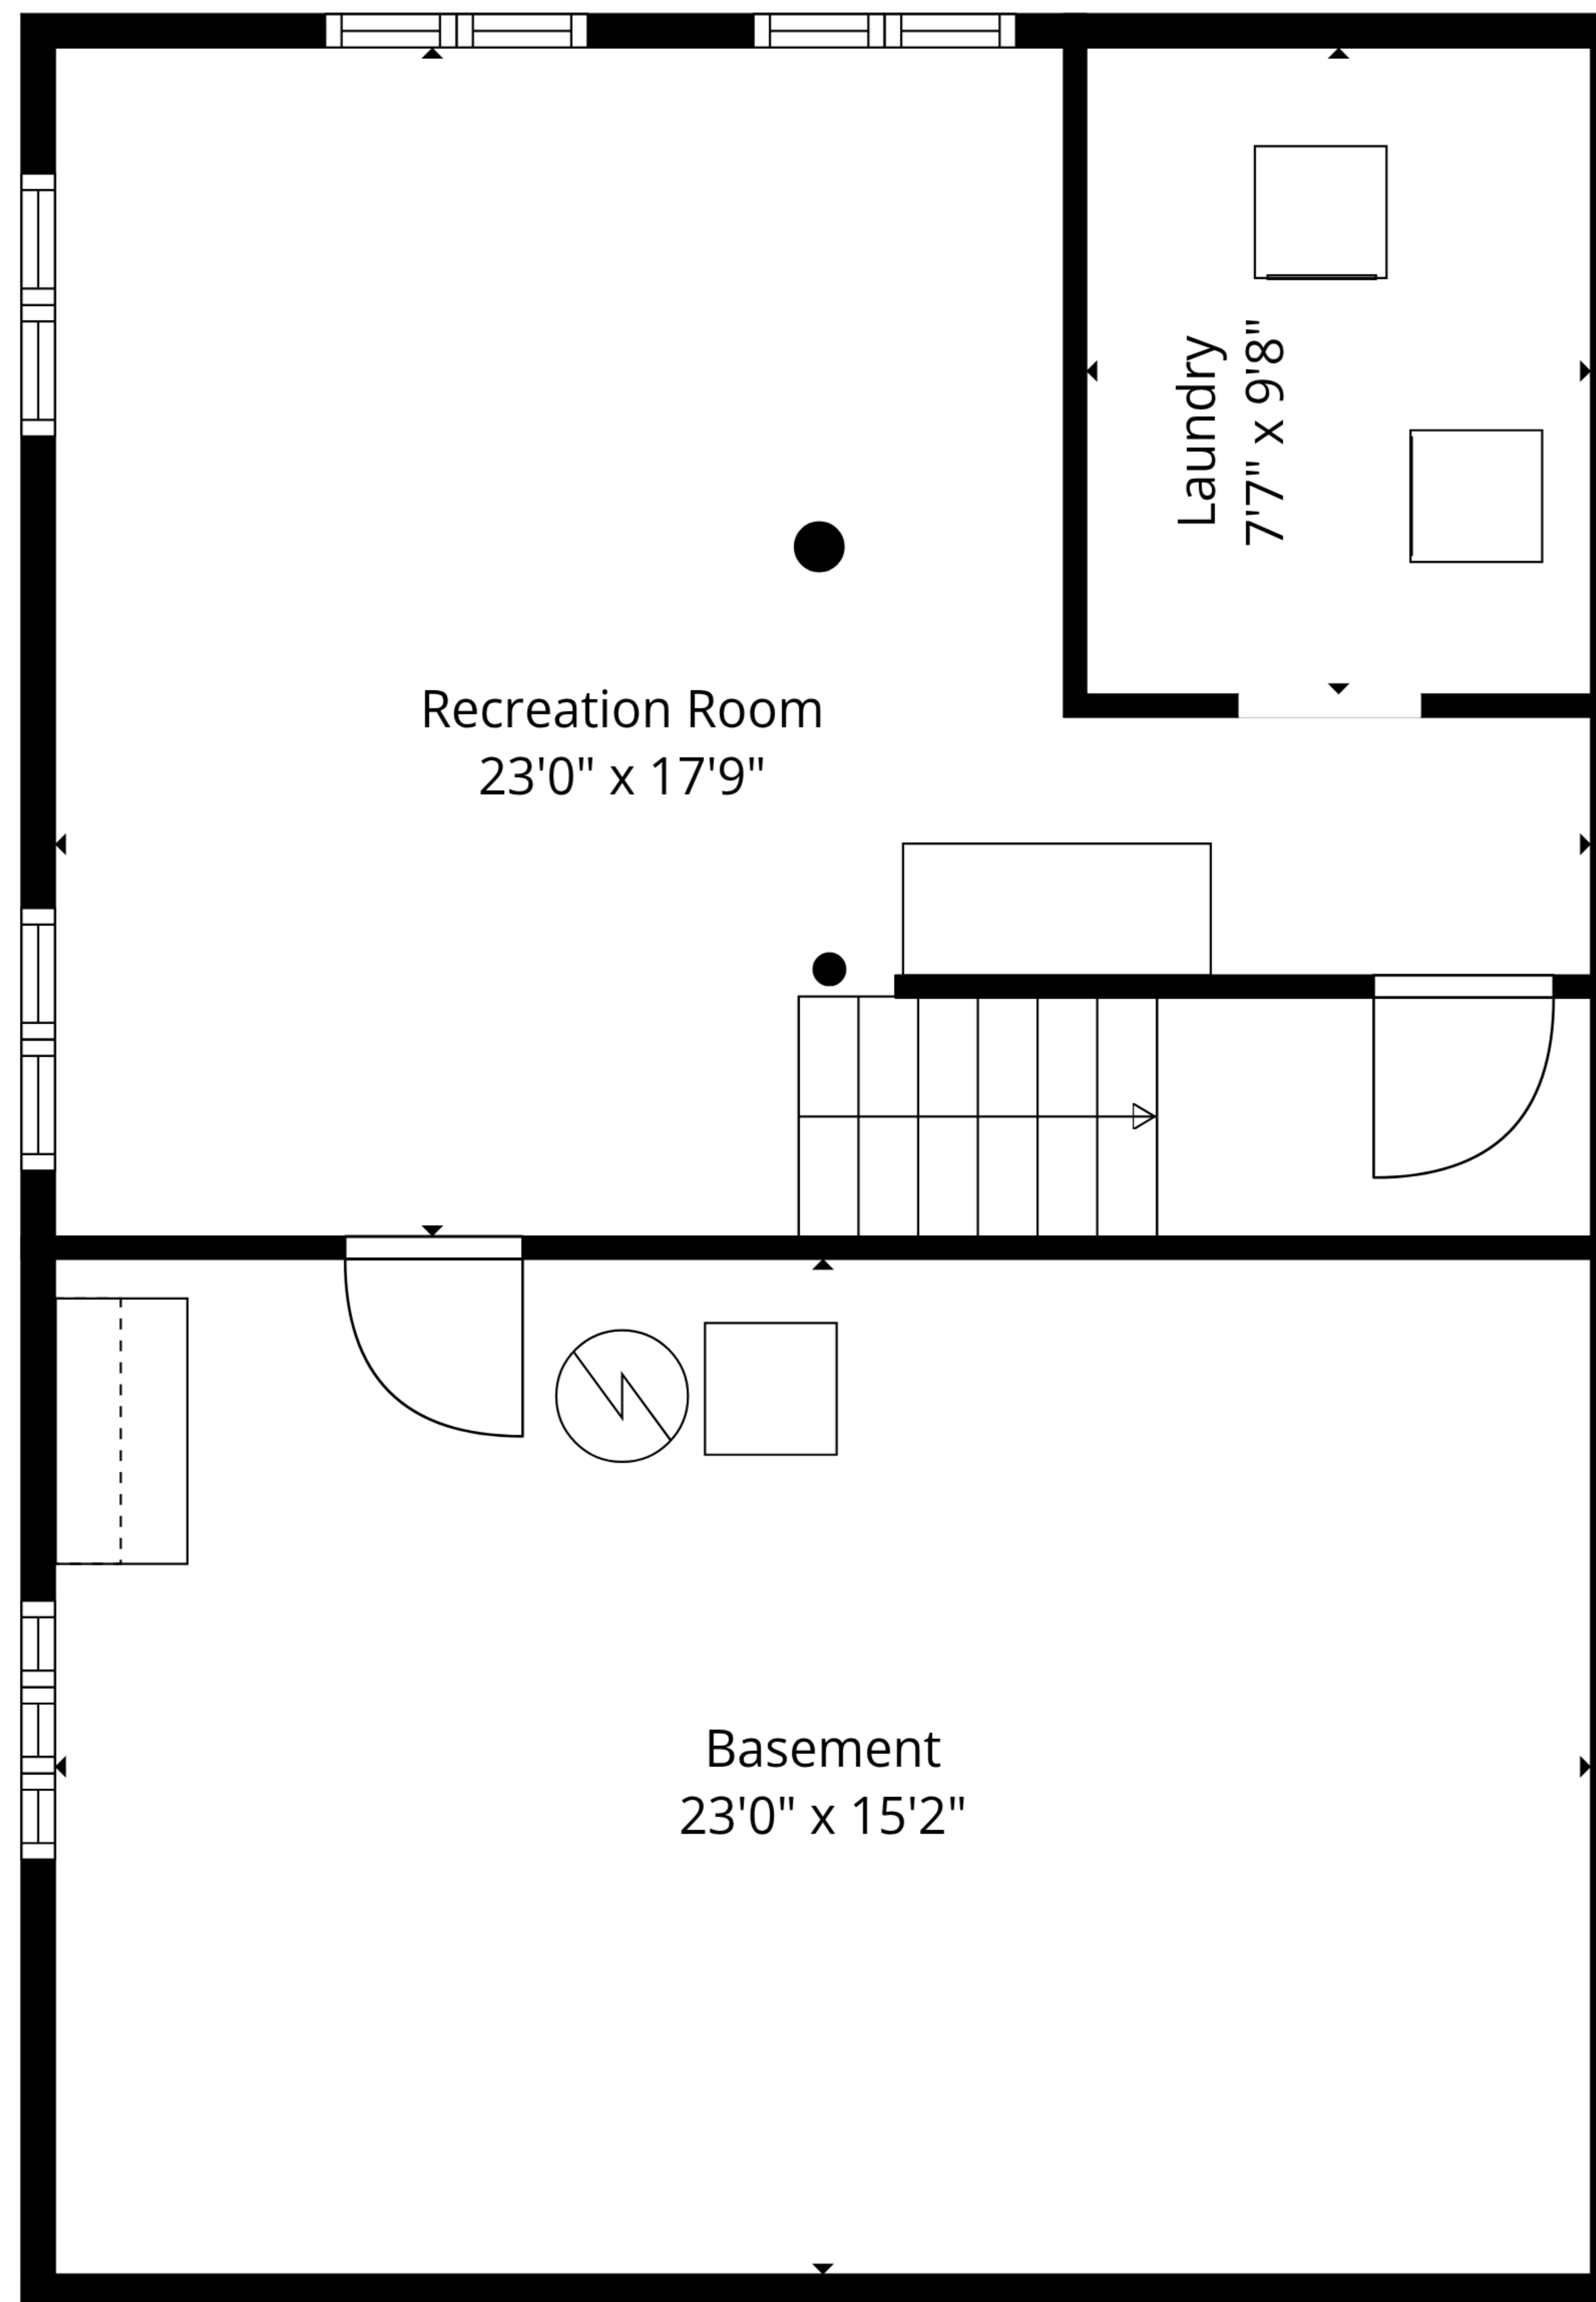 Laundry
7'7" x 9'8"
Recreation Room
23'0" x 17'9"
Basement
23'0" x 15'2"